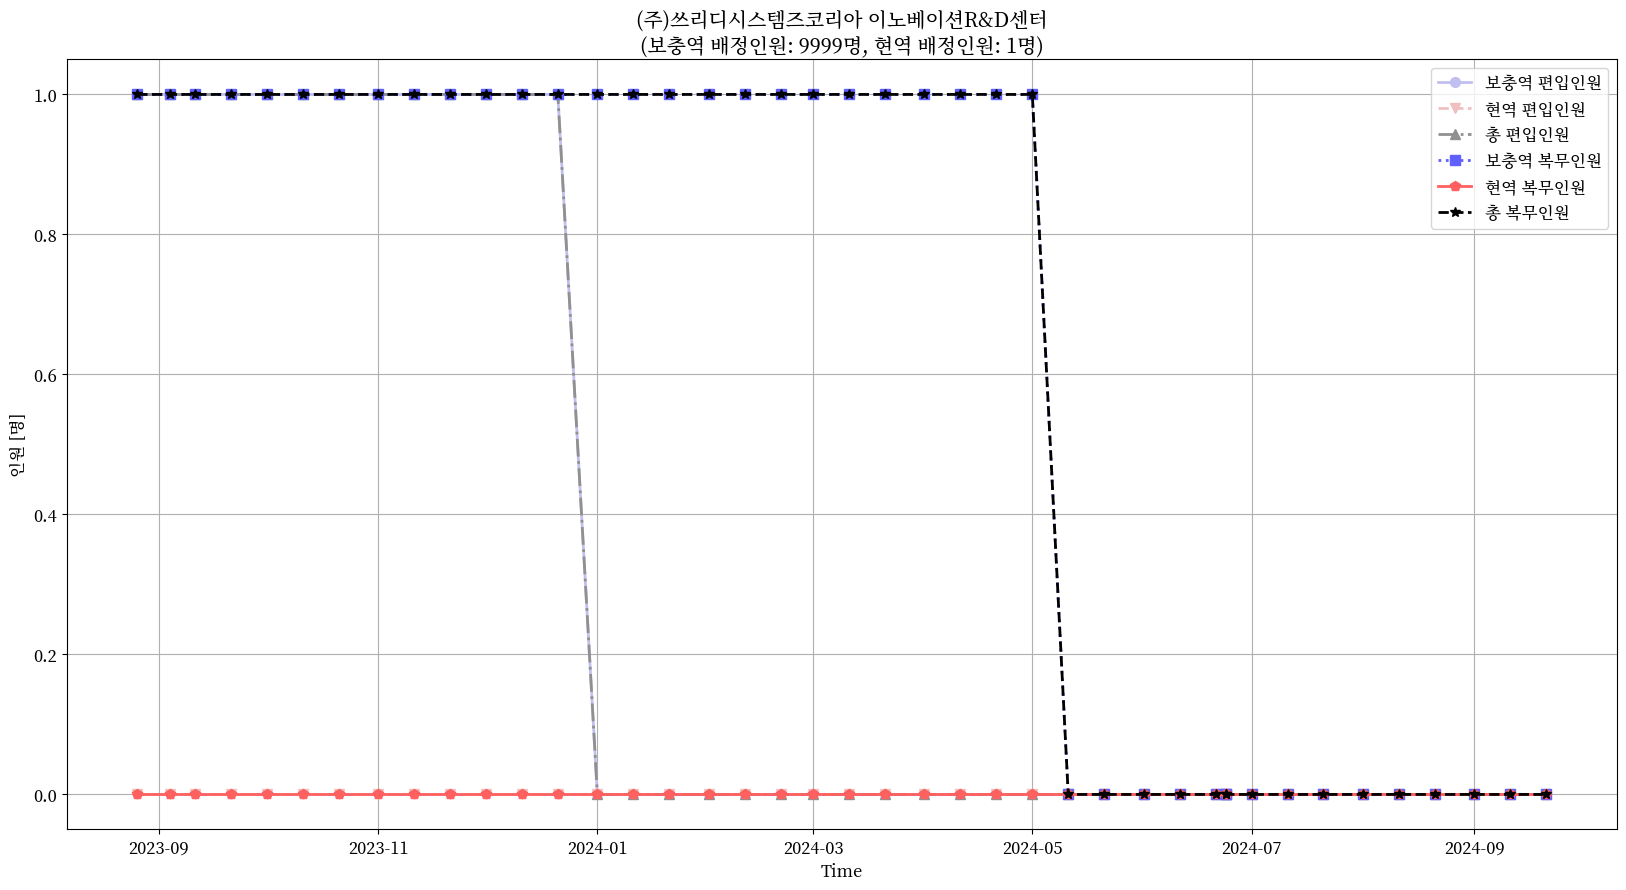 (주)쓰리디시스템즈코리아 이노베이션R&D센터
(보충역 배정인원: 9999명, 현역 배정인원: 1명)
보충역 편입인원
현역 편입인원
총 편입인원
보충역 복무인원
현역 복무인원
총 복무인원
인원 [명]
1.0
0.8
0.6
0.4
0.2
0.0
2023-09
2023-11
2024-01
2024-03
2024-05
2024-07
2024-09
Time